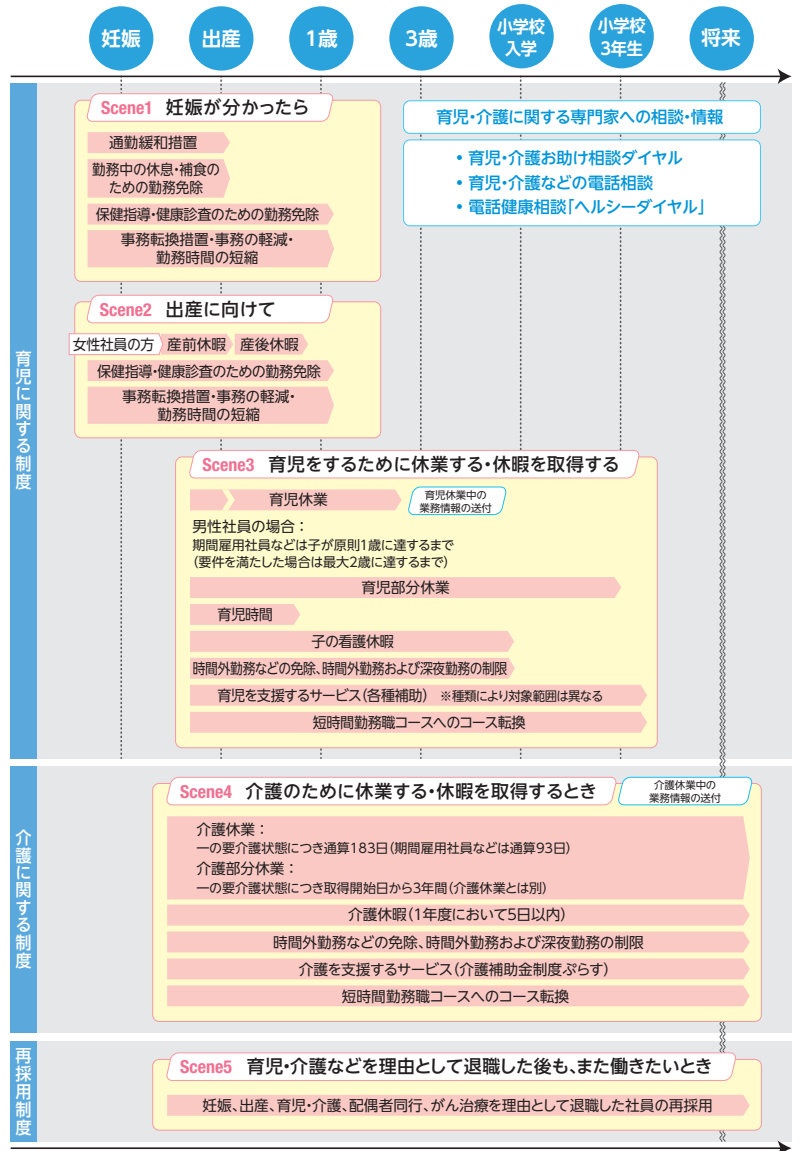 妊娠
出産
1歳
3歳
小学校
入学
小学校
3年生
将来
育児に関する制度
Scene1 妊娠が分かったら
通勤緩和措置
勤務中の休息・補食の
ための勤務免除
保健指導・健康診査のための勤務免除
事務転換措置・事務の軽減・
勤務時間の短縮
育児・介護に関する専門家への相談・情報
・育児・介護お助け相談ダイヤル
・育児・介護などの電話相談
・電話健康相談「ヘルシーダイヤル」
Scene2 出産に向けて
女性社員の方 産前休暇 産後休暇
保健指導・健康診査のための勤務免除
事務転換措置・事務の軽減・
勤務時間の短縮
Scene3 育児をするために休業する・休暇を取得する
育児休業
育児休業中の
業務情報の送付
男性社員の場合：
期間雇用社員などは子が原則1歳に達するまで
（要件を満たした場合は最大2歳に達するまで）
育児部分休業
育児時間
子の看護休暇
時間外勤務などの免除、時間外勤務および深夜勤務の制限
育児を支援するサービス（各種補助） ※種類により対象範囲は異なる
短時間勤務職コースへのコース転換
介護に関する制度
Scene4 介護のために休業する・休暇を取得するとき
介護休業中の
業務情報の送付
介護休業：
一の要介護状態につき通算183日（期間雇用社員などは通算93日）
介護部分休業：
一の要介護状態につき取得開始日から3年間（介護休業とは別）
介護休暇（1年度において5日以内）
時間外勤務などの免除、時間外勤務および深夜勤務の制限
介護を支援するサービス（介護補助金制度ぷらす）
短時間勤務職コースへのコース転換
再採用制度
Scene5 育児・介護などを理由として退職した後も、また働きたいとき
妊娠、出産、育児・介護、配偶者同行、がん治療を理由として退職した社員の再採用